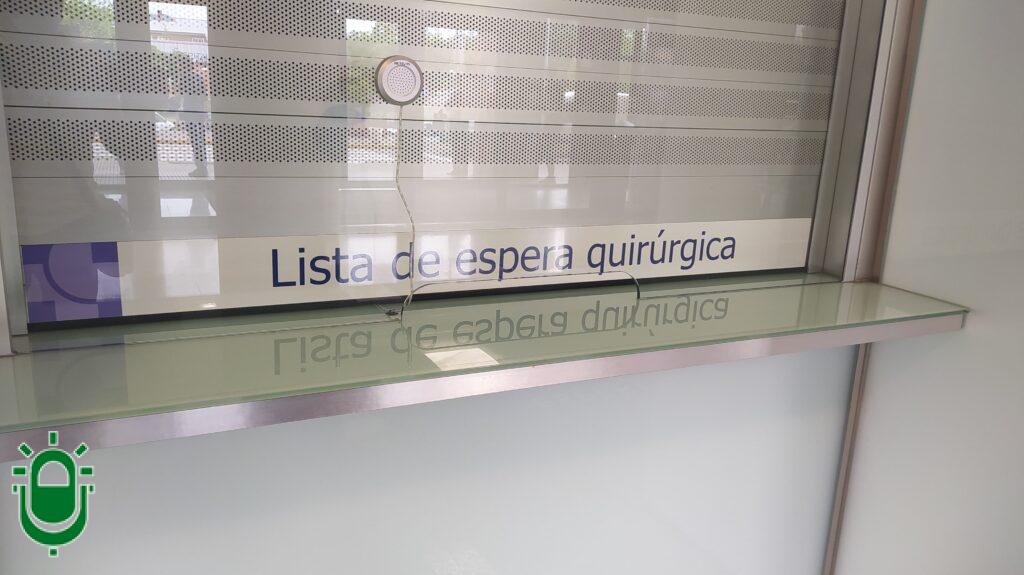 Lista de espera quirúrgica